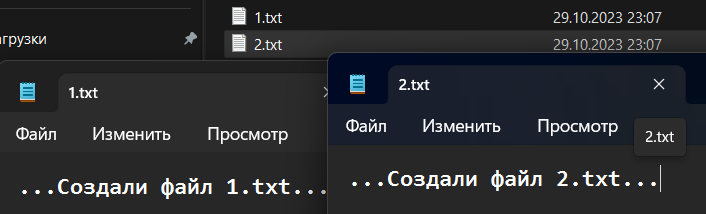 1.txt 29.10.2023 23:07
агрузки
2.txt 29.10.2023 23:07
1.txt
Файл Изменить Просмотр
...Создали файл 1.txt...
2.txt
Файл Изменить Просмотр
2.txt
...Создали файл 2.txt...